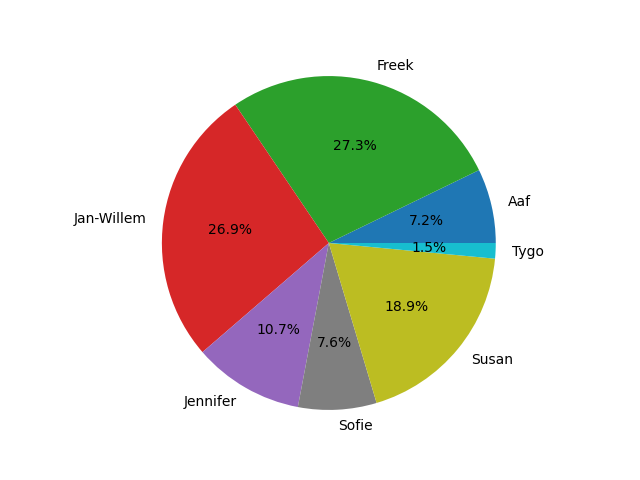 Freek
27.3%
Aaf
7.2%
Jan-Willem
26.9%
Tygo
1.5%
18.9%
Susan
10.7%
Jennifer
7.6%
Sofie